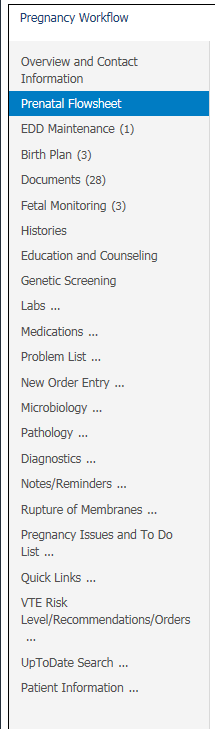 Pregnancy Workflow
Overview and Contact
Information
Prenatal Flowsheet
EDD Maintenance (1)
Birth Plan (3)
Documents (28)
Fetal Monitoring (3)
Histories
Education and Counseling
Genetic Screening
Labs ...
Medications ...
Problem List ...
New Order Entry ...
Microbiology ...
Pathology ...
Diagnostics ...
Notes/Reminders ...
Rupture of Membranes ...
Pregnancy Issues and To Do
List ...
Quick Links ...
VTE Risk
Level/Recommendations/Orders
...
UpToDate Search ...
Patient Information ...